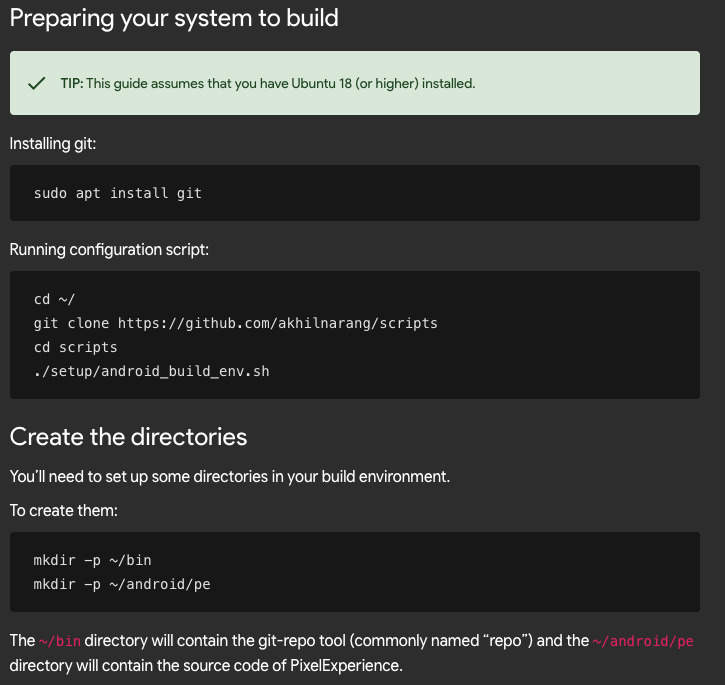 Preparing your system to build
TIP: This guide assumes that you have Ubuntu 18 (or higher) installed.
Installing git:
sudo apt install git
Running configuration script:
cd ~/
git clone https://github.com/akhilnarang/scripts
cd scripts
./setup/android_build_env.sh
Create the directories
You’ll need to set up some directories in your build environment.
To create them:
mkdir -p ~/bin
mkdir -p ~/android/pe
The ~/bin directory will contain the git-repo tool (commonly named “repo”) and the ~/android/pe
directory will contain the source code of PixelExperience.